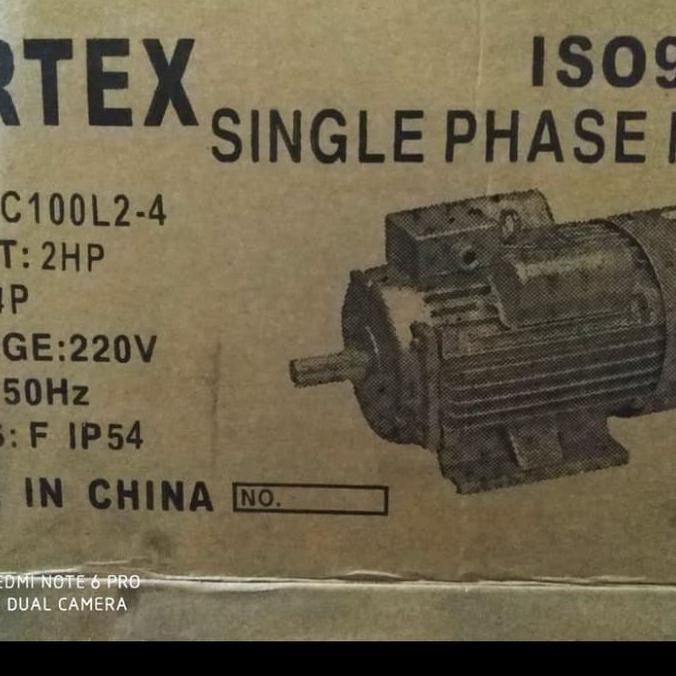 RTEX
ISO9
SINGLE PHASE
C100L2-4
T: 2HP
4P
GE:220V
50Hz
S: F IP54
IN CHINA
NO.
EDMI NOTE 6 PRO
DUAL CAMERA